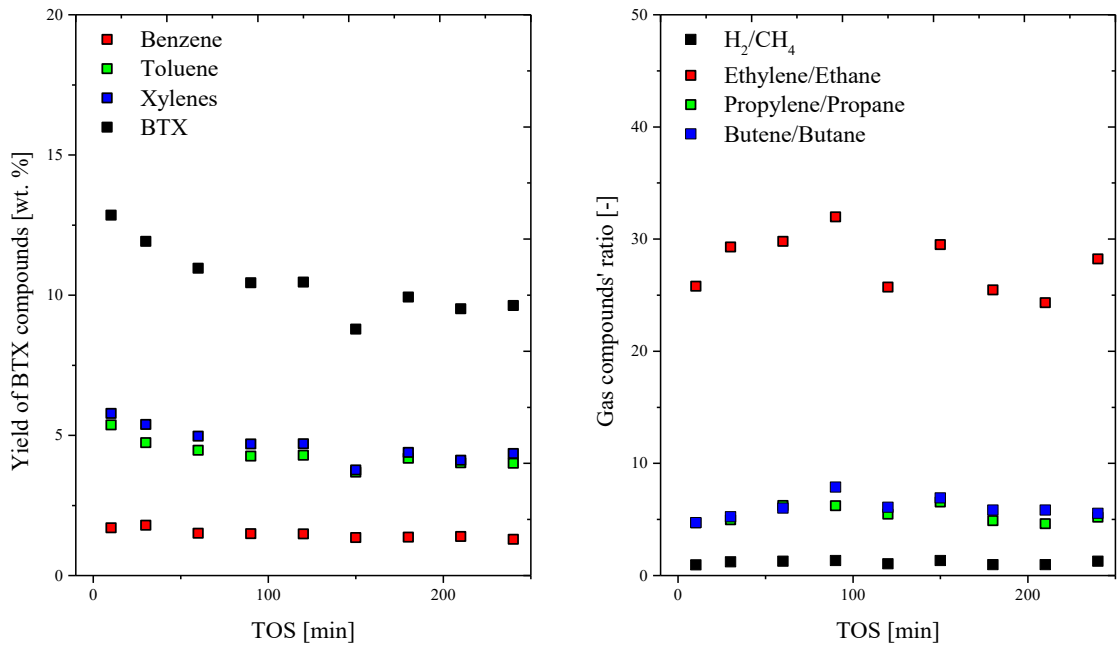 Yield of BTX compounds [wt. %]
20
15
10
5
0
Benzene
Toluene
Xylenes
BTX
0
100
200
TOS [min]
Gas compounds' ratio [-]
50
40
30
20
10
0
H2/CH4
Ethylene/Ethane
Propylene/Propane
Butene/Butane
0
100
200
TOS [min]